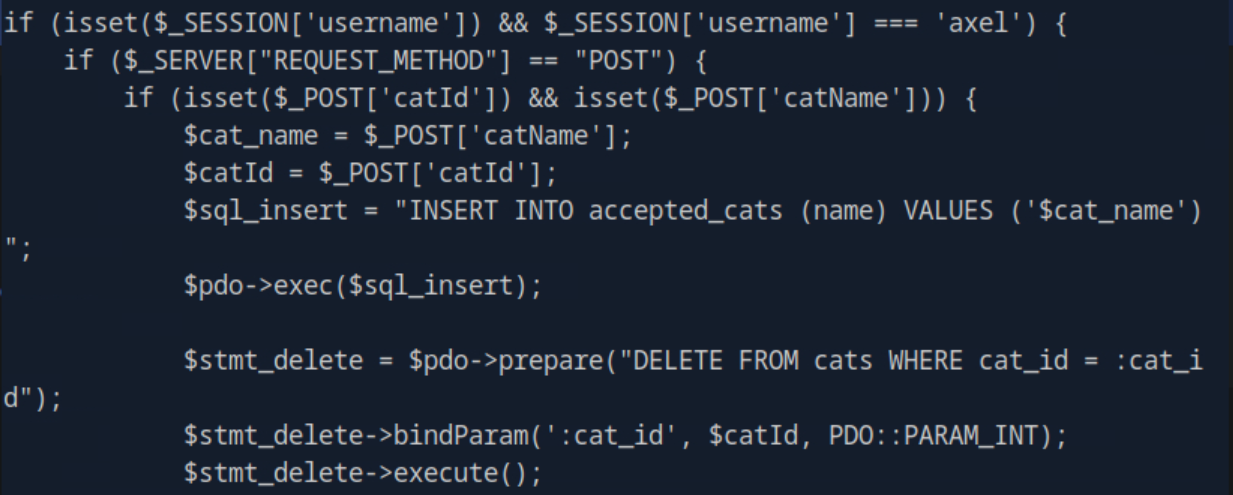 if (isset($_SESSION['username']) && $_SESSION['username'] === 'axel') {
    if ($_SERVER["REQUEST_METHOD"] == "POST") {
        if (isset($_POST['catId']) && isset($_POST['catName'])) {
            $cat_name = $_POST['catName'];
            $catId = $_POST['catId'];
            $sql_insert = "INSERT INTO accepted_cats (name) VALUES ('$cat_name')
";
            $pdo->exec($sql_insert);

            $stmt_delete = $pdo->prepare("DELETE FROM cats WHERE cat_id = :cat_i
d");
            $stmt_delete->bindParam(':cat_id', $catId, PDO::PARAM_INT);
            $stmt_delete->execute();